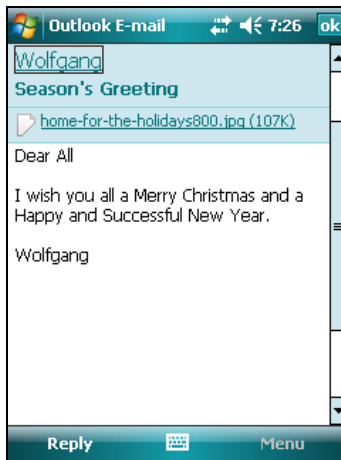 Outlook E-mail 7:26 ok
Wolfgang
Season's Greeting
home-for-the-holidays800.jpg (107K)
Dear All
I wish you all a Merry Christmas and a
Happy and Successful New Year.
Wolfgang
Reply Menu